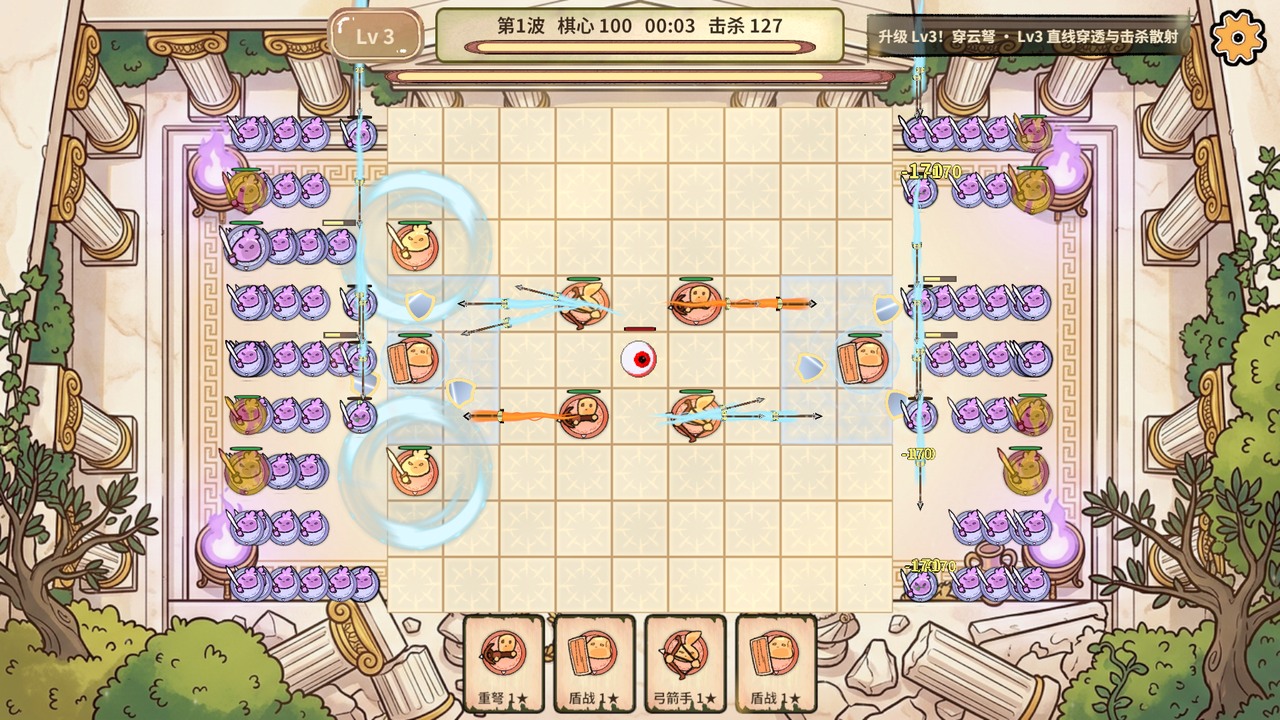 Lv 3
第1波 棋心 100 00:03 击杀 127
升级 Lv3！穿云弩 · Lv3 直线穿透与击杀散射
-170
-170
重弩 1★
盾战 1★
弓箭手 1★
盾战 1★